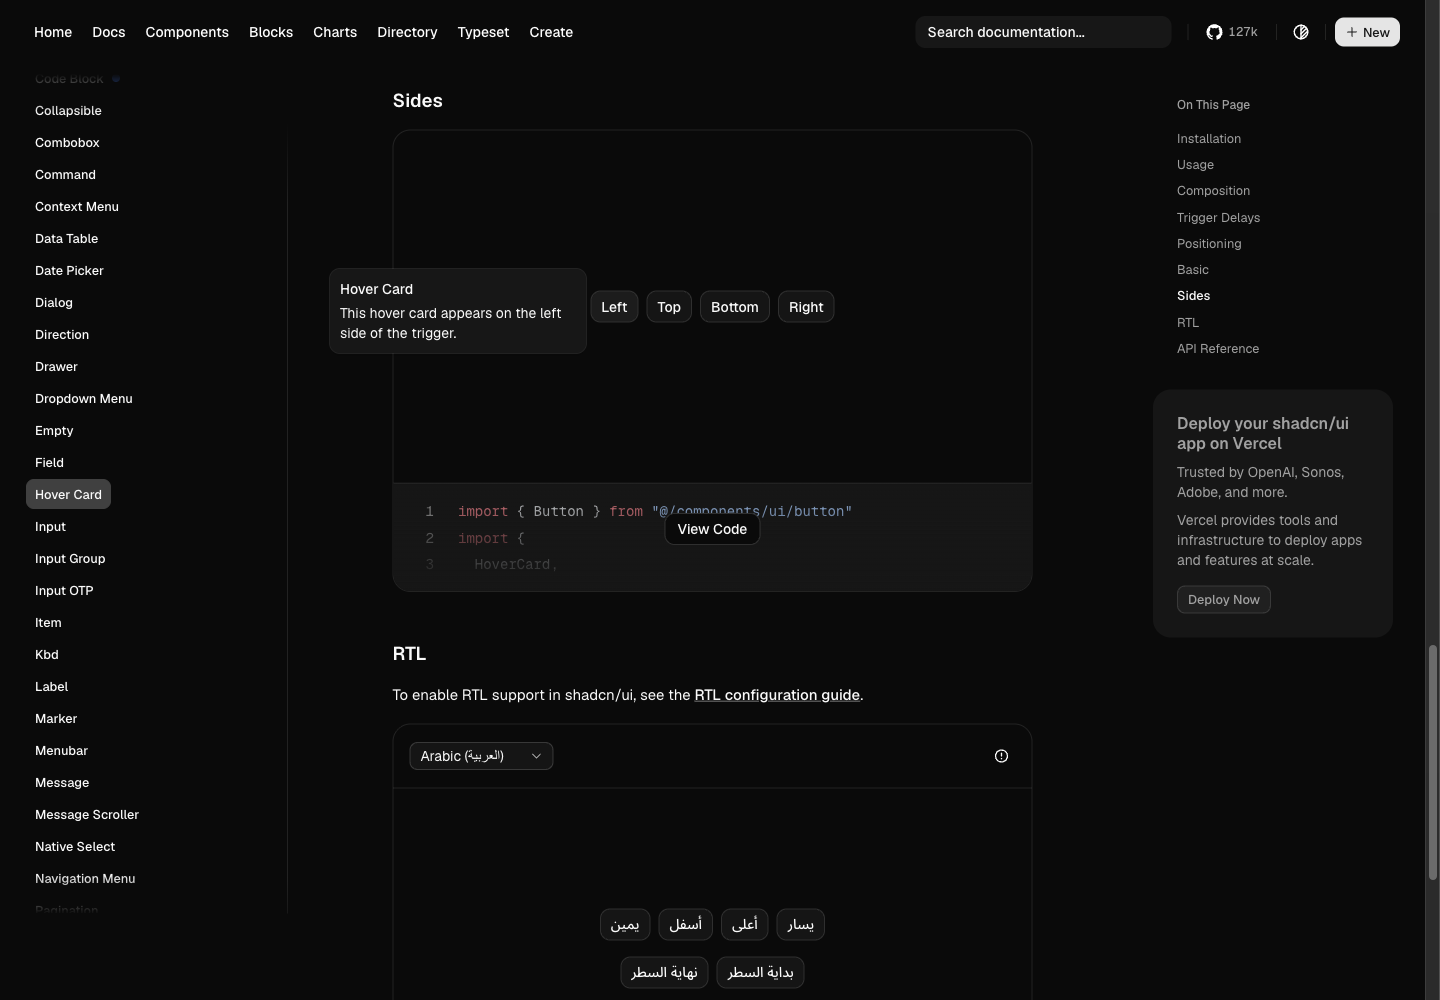 Home Docs Components Blocks Charts Directory Typeset Create
Search documentation...
127k
New
Code Block
Collapsible
Combobox
Command
Context Menu
Data Table
Date Picker
Dialog
Direction
Drawer
Dropdown Menu
Empty
Field
Hover Card
Input
Input Group
Input OTP
Item
Kbd
Label
Marker
Menubar
Message
Message Scroller
Native Select
Navigation Menu
Pagination
Sides
Hover Card
This hover card appears on the left
side of the trigger.
Left Top Bottom Right
1 import { Button } from "@/components/ui/button"
View Code
2 import {
3 HoverCard,
RTL
To enable RTL support in shadcn/ui, see the RTL configuration guide.
Arabic (العربية)
يسار أعلى أسفل يمين
بداية السطر نهاية السطر
On This Page
Installation
Usage
Composition
Trigger Delays
Positioning
Basic
Sides
RTL
API Reference
Deploy your shadcn/ui
app on Vercel
Trusted by OpenAI, Sonos,
Adobe, and more.
Vercel provides tools and
infrastructure to deploy apps
and features at scale.
Deploy Now